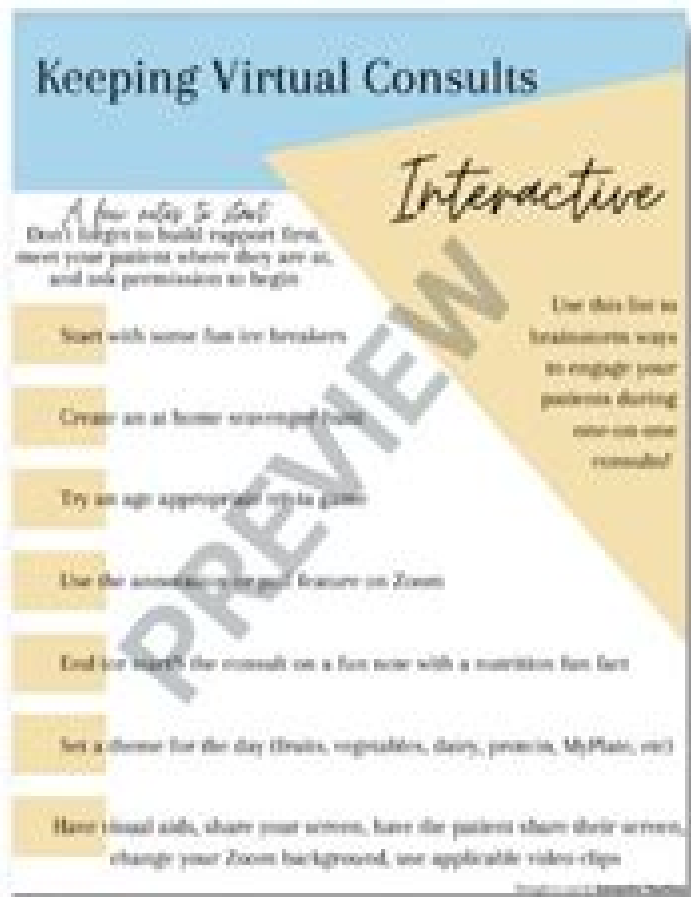 Keeping Virtual Consults
Interactive
A few notes to start
Don't forget to build rapport first,
meet your patient where they are at,
and ask permission to begin
Use this list to
brainstorm ways
to engage your
patients during
one-on-one
consults!
Start with some fun ice breakers
Create an at home scavenger hunt
Try an age appropriate trivia game
Use the annotation or poll feature on Zoom
End (or start!) the consult on a fun note with a nutrition fun fact
Set a theme for the day (fruits, vegetables, dairy, protein, MyPlate, etc)
Have visual aids, share your screen, have the patient share their screen,
change your Zoom background, use applicable video clips
PREVIEW